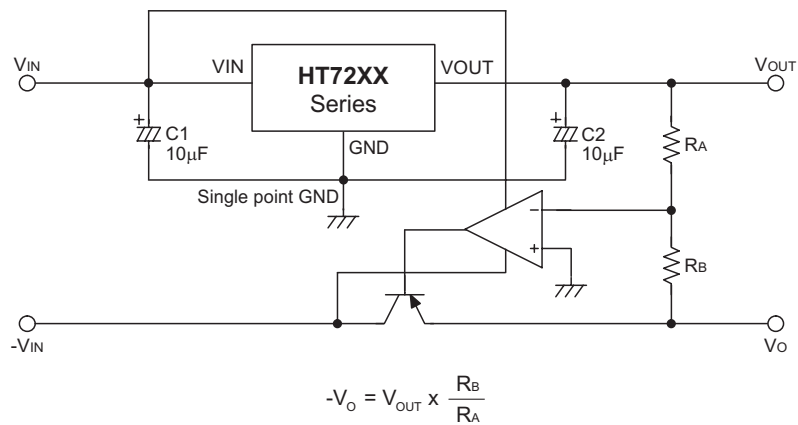 VIN
VIN
HT72XX
Series
VOUT
VOUT
+
C1
10μF
GND
+
C2
10μF
RA
Single point GND
−
+
RB
-VIN
VO
-VO = VOUT x RB
RA